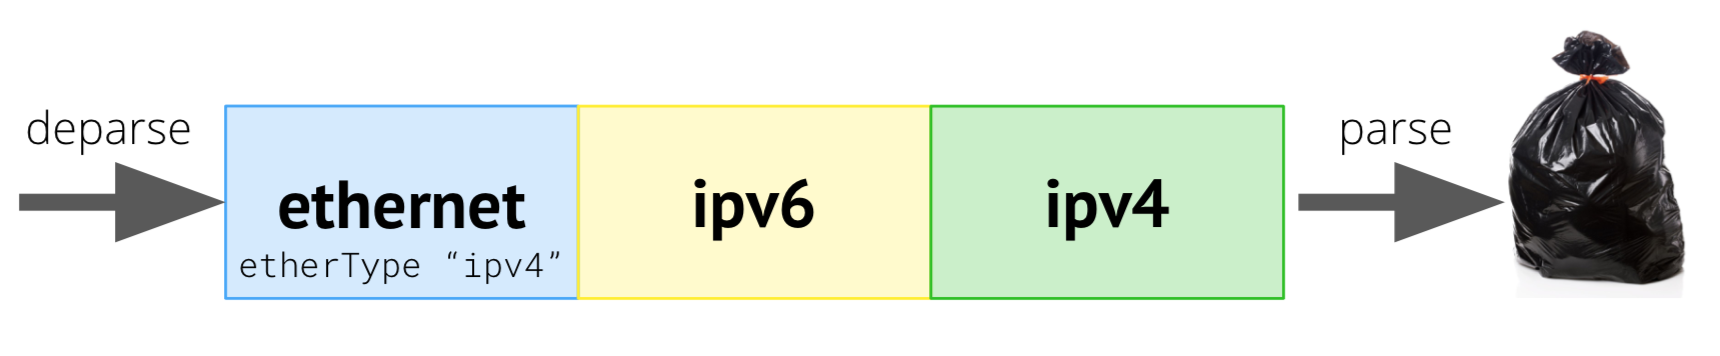 deparse
ethernet
etherType “ipv4”
ipv6
ipv4
parse